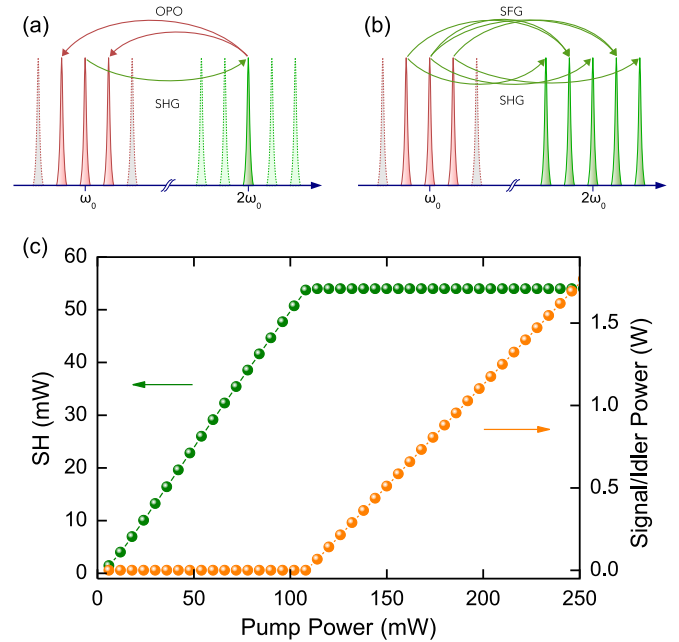 (a)
OPO
SHG
ω₀
2ω₀
(b)
SFG
SHG
ω₀
2ω₀
(c)
60
50
40
30
20
10
0
SH (mW)
1.5
1.0
0.5
0.0
Signal/Idler Power (W)
0
50
100
150
200
250
Pump Power (mW)